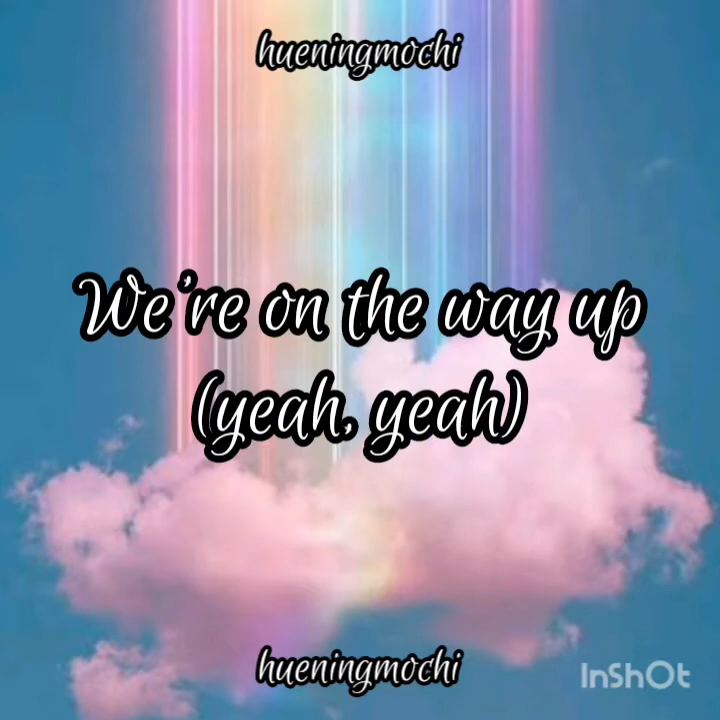 hueningmochi
We're on the way up
(yeah, yeah)
hueningmochi
InShOt